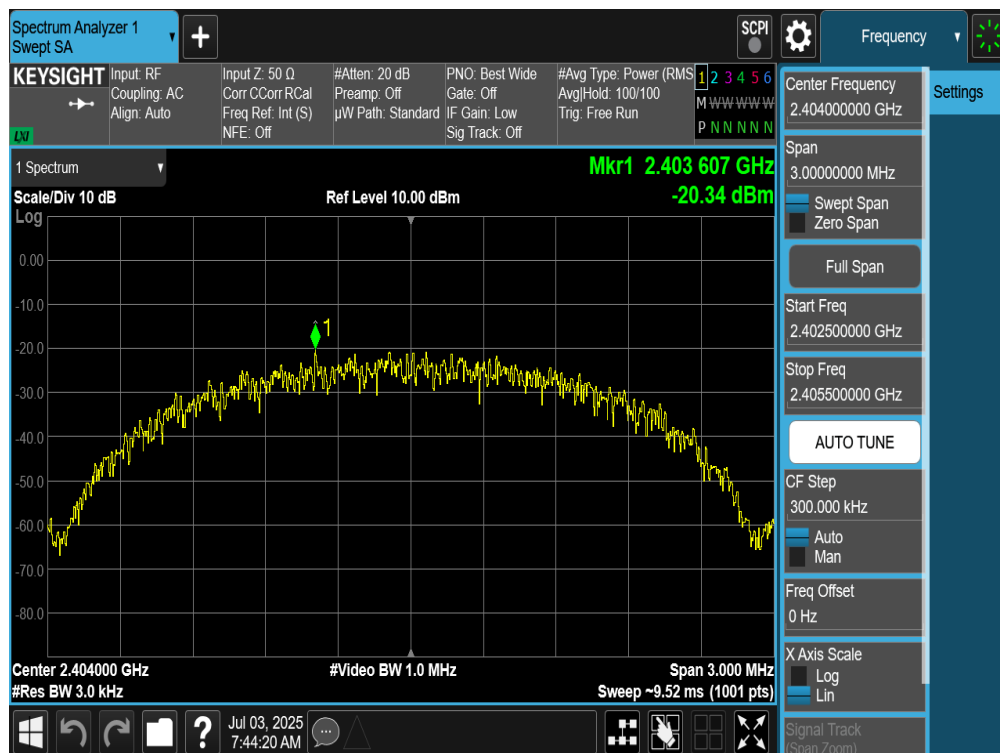 Spectrum Analyzer 1
Swept SA
+
SCPI
Frequency
KEYSIGHT
LXI
Input: RF
Coupling: AC
Align: Auto
Input Z: 50 Ω
Corr CCorr RCal
Freq Ref: Int (S)
NFE: Off
#Atten: 20 dB
Preamp: Off
µW Path: Standard
PNO: Best Wide
Gate: Off
IF Gain: Low
Sig Track: Off
#Avg Type: Power (RMS
Avg|Hold: 100/100
Trig: Free Run
1 2 3 4 5 6
M W W W W W W
P N N N N N N
1 Spectrum
Mkr1 2.403 607 GHz
-20.34 dBm
Scale/Div 10 dB
Ref Level 10.00 dBm
Log
0.00
-10.0
-20.0
-30.0
-40.0
-50.0
-60.0
-70.0
-80.0
1
Center 2.404000 GHz
#Video BW 1.0 MHz
Span 3.000 MHz
#Res BW 3.0 kHz
Sweep ~9.52 ms (1001 pts)
Center Frequency
2.404000000 GHz
Span
3.00000000 MHz
Swept Span
Zero Span
Full Span
Start Freq
2.402500000 GHz
Stop Freq
2.405500000 GHz
AUTO TUNE
CF Step
300.000 kHz
Auto
Man
Freq Offset
0 Hz
X Axis Scale
Log
Lin
Signal Track
(Span Zoom)
Settings
?
Jul 03, 2025
7:44:20 AM